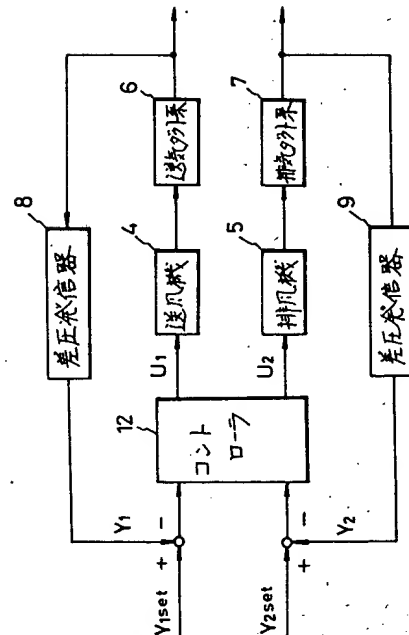 8
差圧発信器
6
送気ダクト系
4
送風機
U1
12
コント
ローラ
Y1
Y1set
+
−
7
排気ダクト系
5
排風機
U2
Y2set
+
−
Y2
9
差圧発信器